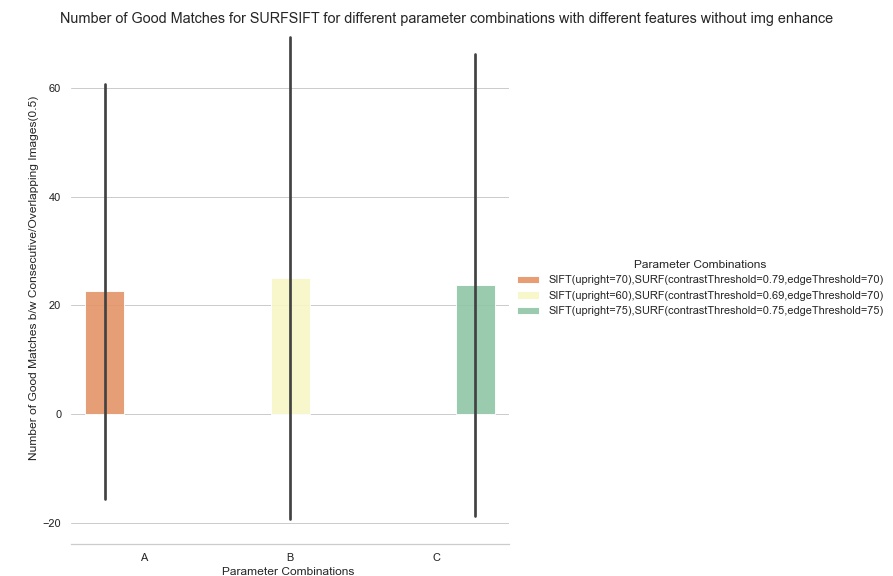 Number of Good Matches for SURFSIFT for different parameter combinations with different features without img enhance
Number of Good Matches b/w Consecutive/Overlapping Images(0.5)
60
40
20
0
−20
A
B
C
Parameter Combinations
Parameter Combinations
SIFT(upright=70),SURF(contrastThreshold=0.79,edgeThreshold=70)
SIFT(upright=60),SURF(contrastThreshold=0.69,edgeThreshold=70)
SIFT(upright=75),SURF(contrastThreshold=0.75,edgeThreshold=75)